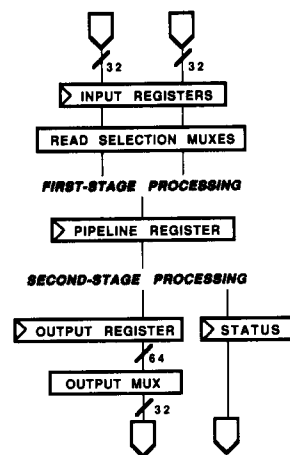 32 32
INPUT REGISTERS
READ SELECTION MUXES
FIRST-STAGE PROCESSING
PIPELINE REGISTER
SECOND-STAGE PROCESSING
OUTPUT REGISTER STATUS
64
OUTPUT MUX
32